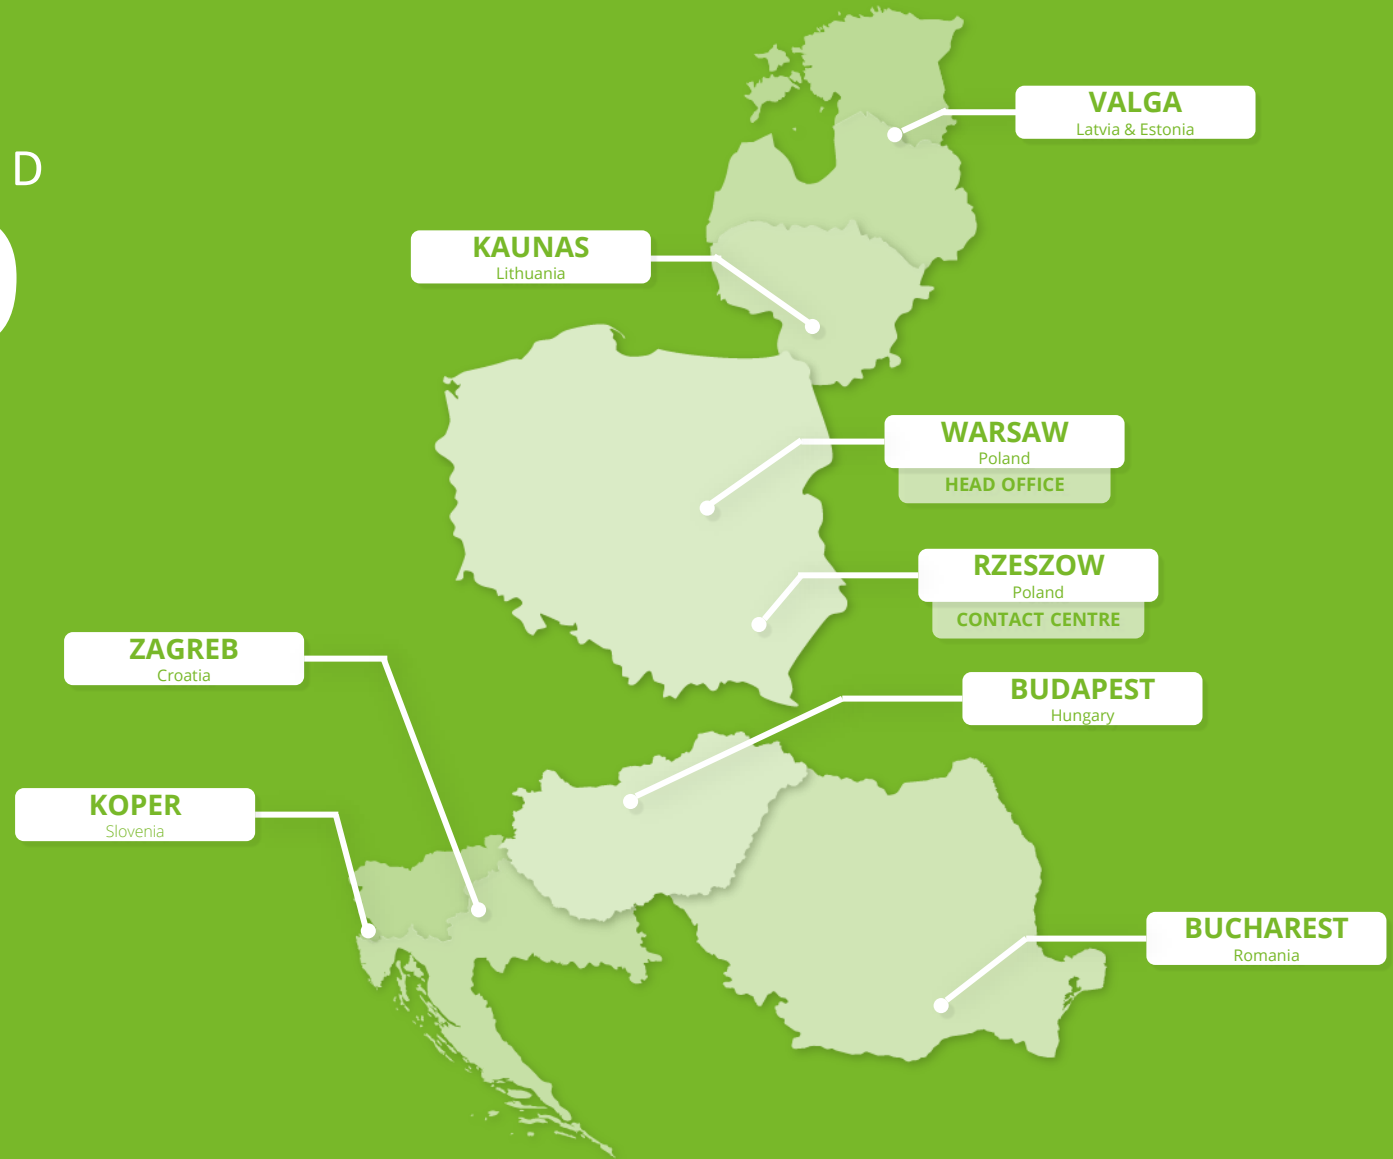 D
VALGA
Latvia & Estonia
KAUNAS
Lithuania
WARSAW
Poland
HEAD OFFICE
RZESZOW
Poland
CONTACT CENTRE
ZAGREB
Croatia
BUDAPEST
Hungary
KOPER
Slovenia
BUCHAREST
Romania